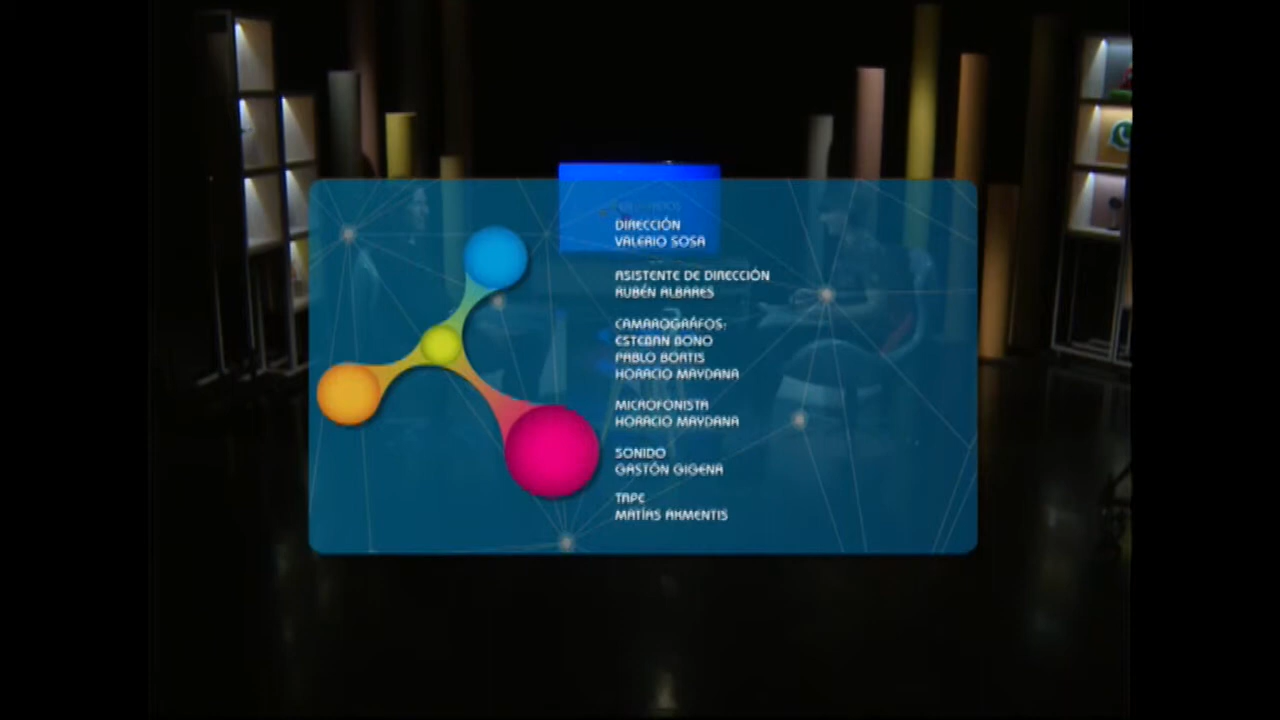 DIRECCIÓN
VALERIO SOSA
ASISTENTE DE DIRECCIÓN
RUBÉN ALBARES
CAMARÓGRAFOS:
ESTEBAN BONO
PABLO BORTIS
HORACIO MAYDANA
MICROFONISTA
HORACIO MAYDANA
SONIDO
GASTÓN GIGENA
TAPE
MATÍAS